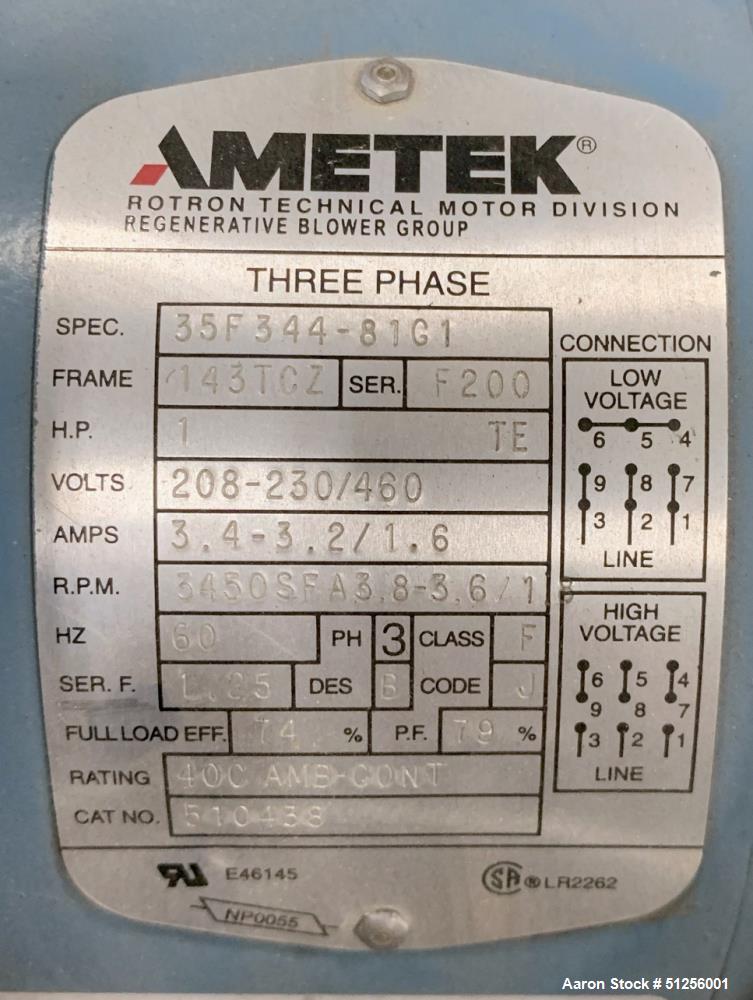 AMETEK®
ROTRON TECHNICAL MOTOR DIVISION
REGENERATIVE BLOWER GROUP
THREE PHASE
SPEC. 35F344-81G1
FRAME 143TCZ SER. F200
H.P. 1 TE
VOLTS 208-230/460
AMPS 3.4-3.2/1.6
R.P.M. 3450SFA3.8-3.6/1.8
HZ 60 PH 3 CLASS F
SER. F. 1.25 DES B CODE J
FULL LOAD EFF. 74 % P.F. 79 %
RATING 40C AMB-CONT
CAT NO. 510438
CONNECTION
LOW
VOLTAGE
6 5 4
9 8 7
3 2 1
LINE
HIGH
VOLTAGE
6 5 4
9 8 7
3 2 1
LINE
E46145
SA ® LR2262
NP0055
Aaron Stock # 51256001